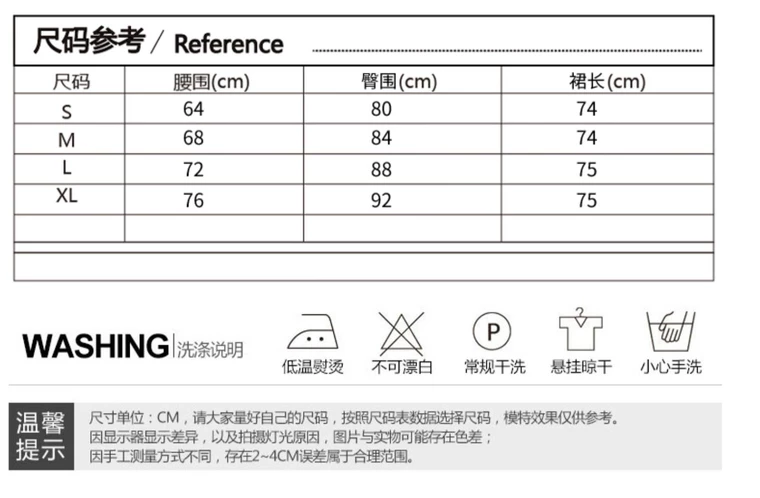 尺码参考 / Reference
尺码 腰围(cm) 臀围(cm) 裙长(cm)
S 64 80 74
M 68 84 74
L 72 88 75
XL 76 92 75
WASHING 洗涤说明
P
低温熨烫 不可漂白 常规干洗 悬挂晾干 小心手洗
温馨提示
尺寸单位：CM，请大家量好自己的尺码，按照尺码表数据选择尺码，模特效果仅供参考。
因显示器显示差异，以及拍摄灯光原因，图片与实物可能存在色差；
因手工测量方式不同，存在2~4CM误差属于合理范围。